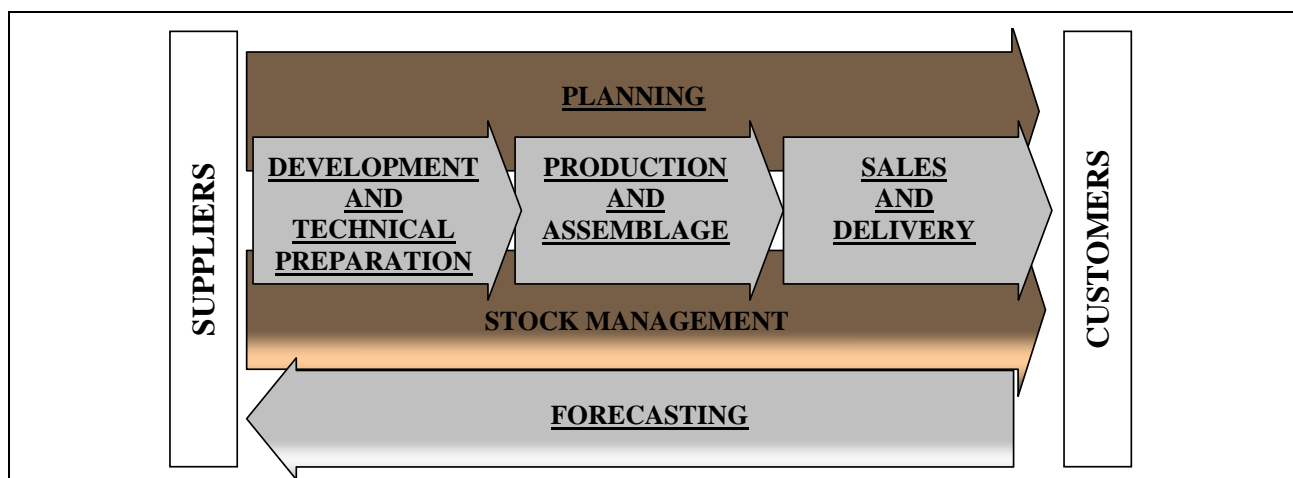 SUPPLIERS
PLANNING
DEVELOPMENT
AND
TECHNICAL
PREPARATION
PRODUCTION
AND
ASSEMBLAGE
SALES
AND
DELIVERY
STOCK MANAGEMENT
FORECASTING
CUSTOMERS